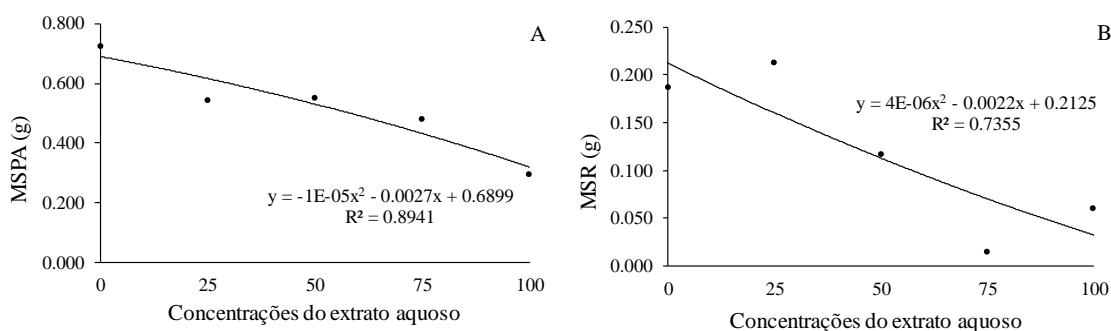 A
0.800
0.600
0.400
0.200
0.000
MSPA (g)
y = -1E-05x² - 0.0027x + 0.6899
R² = 0.8941
0 25 50 75 100
Concentrações do extrato aquoso
B
0.250
0.200
0.150
0.100
0.050
0.000
MSR (g)
y = 4E-06x² - 0.0022x + 0.2125
R² = 0.7355
0 25 50 75 100
Concentrações do extrato aquoso